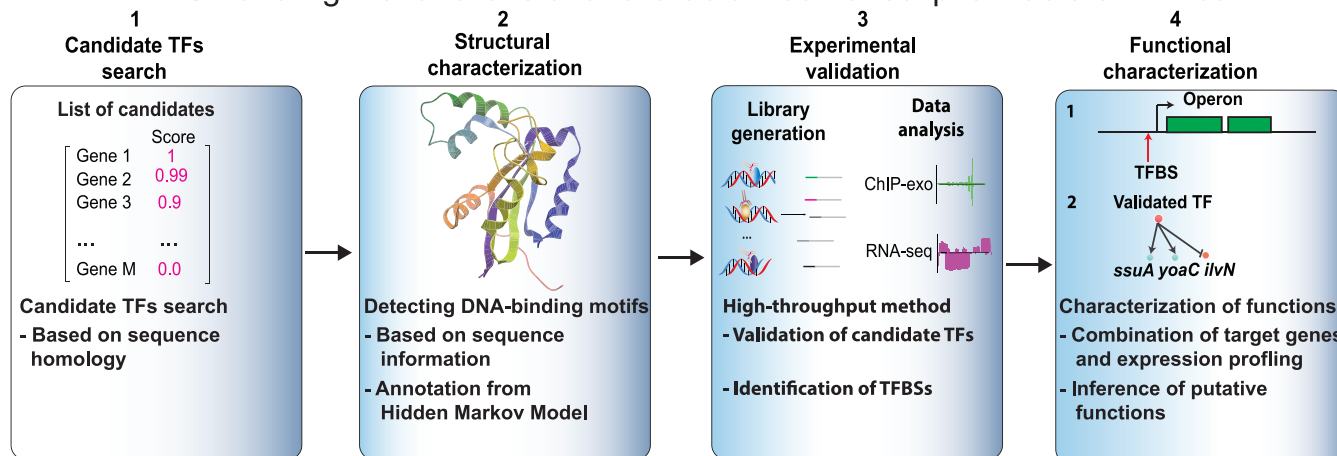 1
Candidate TFs
search
List of candidates
Score
Gene 1 1
Gene 2 0.99
Gene 3 0.9
... ...
Gene M 0.0
Candidate TFs search
- Based on sequence
homology
2
Structural
characterization
Detecting DNA-binding motifs
- Based on sequence
information
- Annotation from
Hidden Markov Model
3
Experimental
validation
Library
generation
...
Data
analysis
ChIP-exo
RNA-seq
High-throughput method
- Validation of candidate TFs
- Identification of TFBSs
4
Functional
characterization
1
Operon
TFBS
2
Validated TF
ssuA yoaC ilvN
Characterization of functions
- Combination of target genes
and expression profling
- Inference of putative
functions